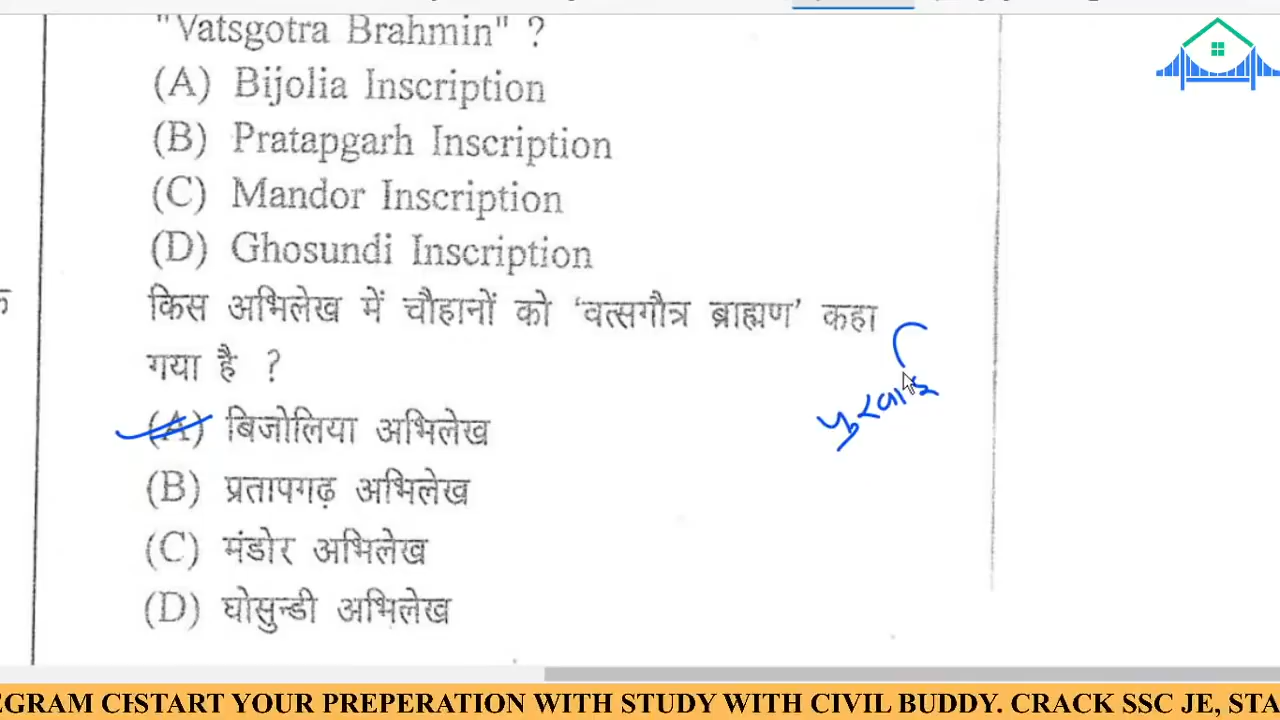 "Vatsgotra Brahmin" ?
(A) Bijolia Inscription
(B) Pratapgarh Inscription
(C) Mandor Inscription
(D) Ghosundi Inscription
किस अभिलेख में चौहानों को ‘वत्सगौत्र ब्राह्मण’ कहा
गया है ?
(A) बिजोलिया अभिलेख
(B) प्रतापगढ़ अभिलेख
(C) मंडोर अभिलेख
(D) घोसुन्डी अभिलेख
EGRAM CHSTART YOUR PREPERATION WITH STUDY WITH CIVIL BUDDY. CRACK SSC JE, STA